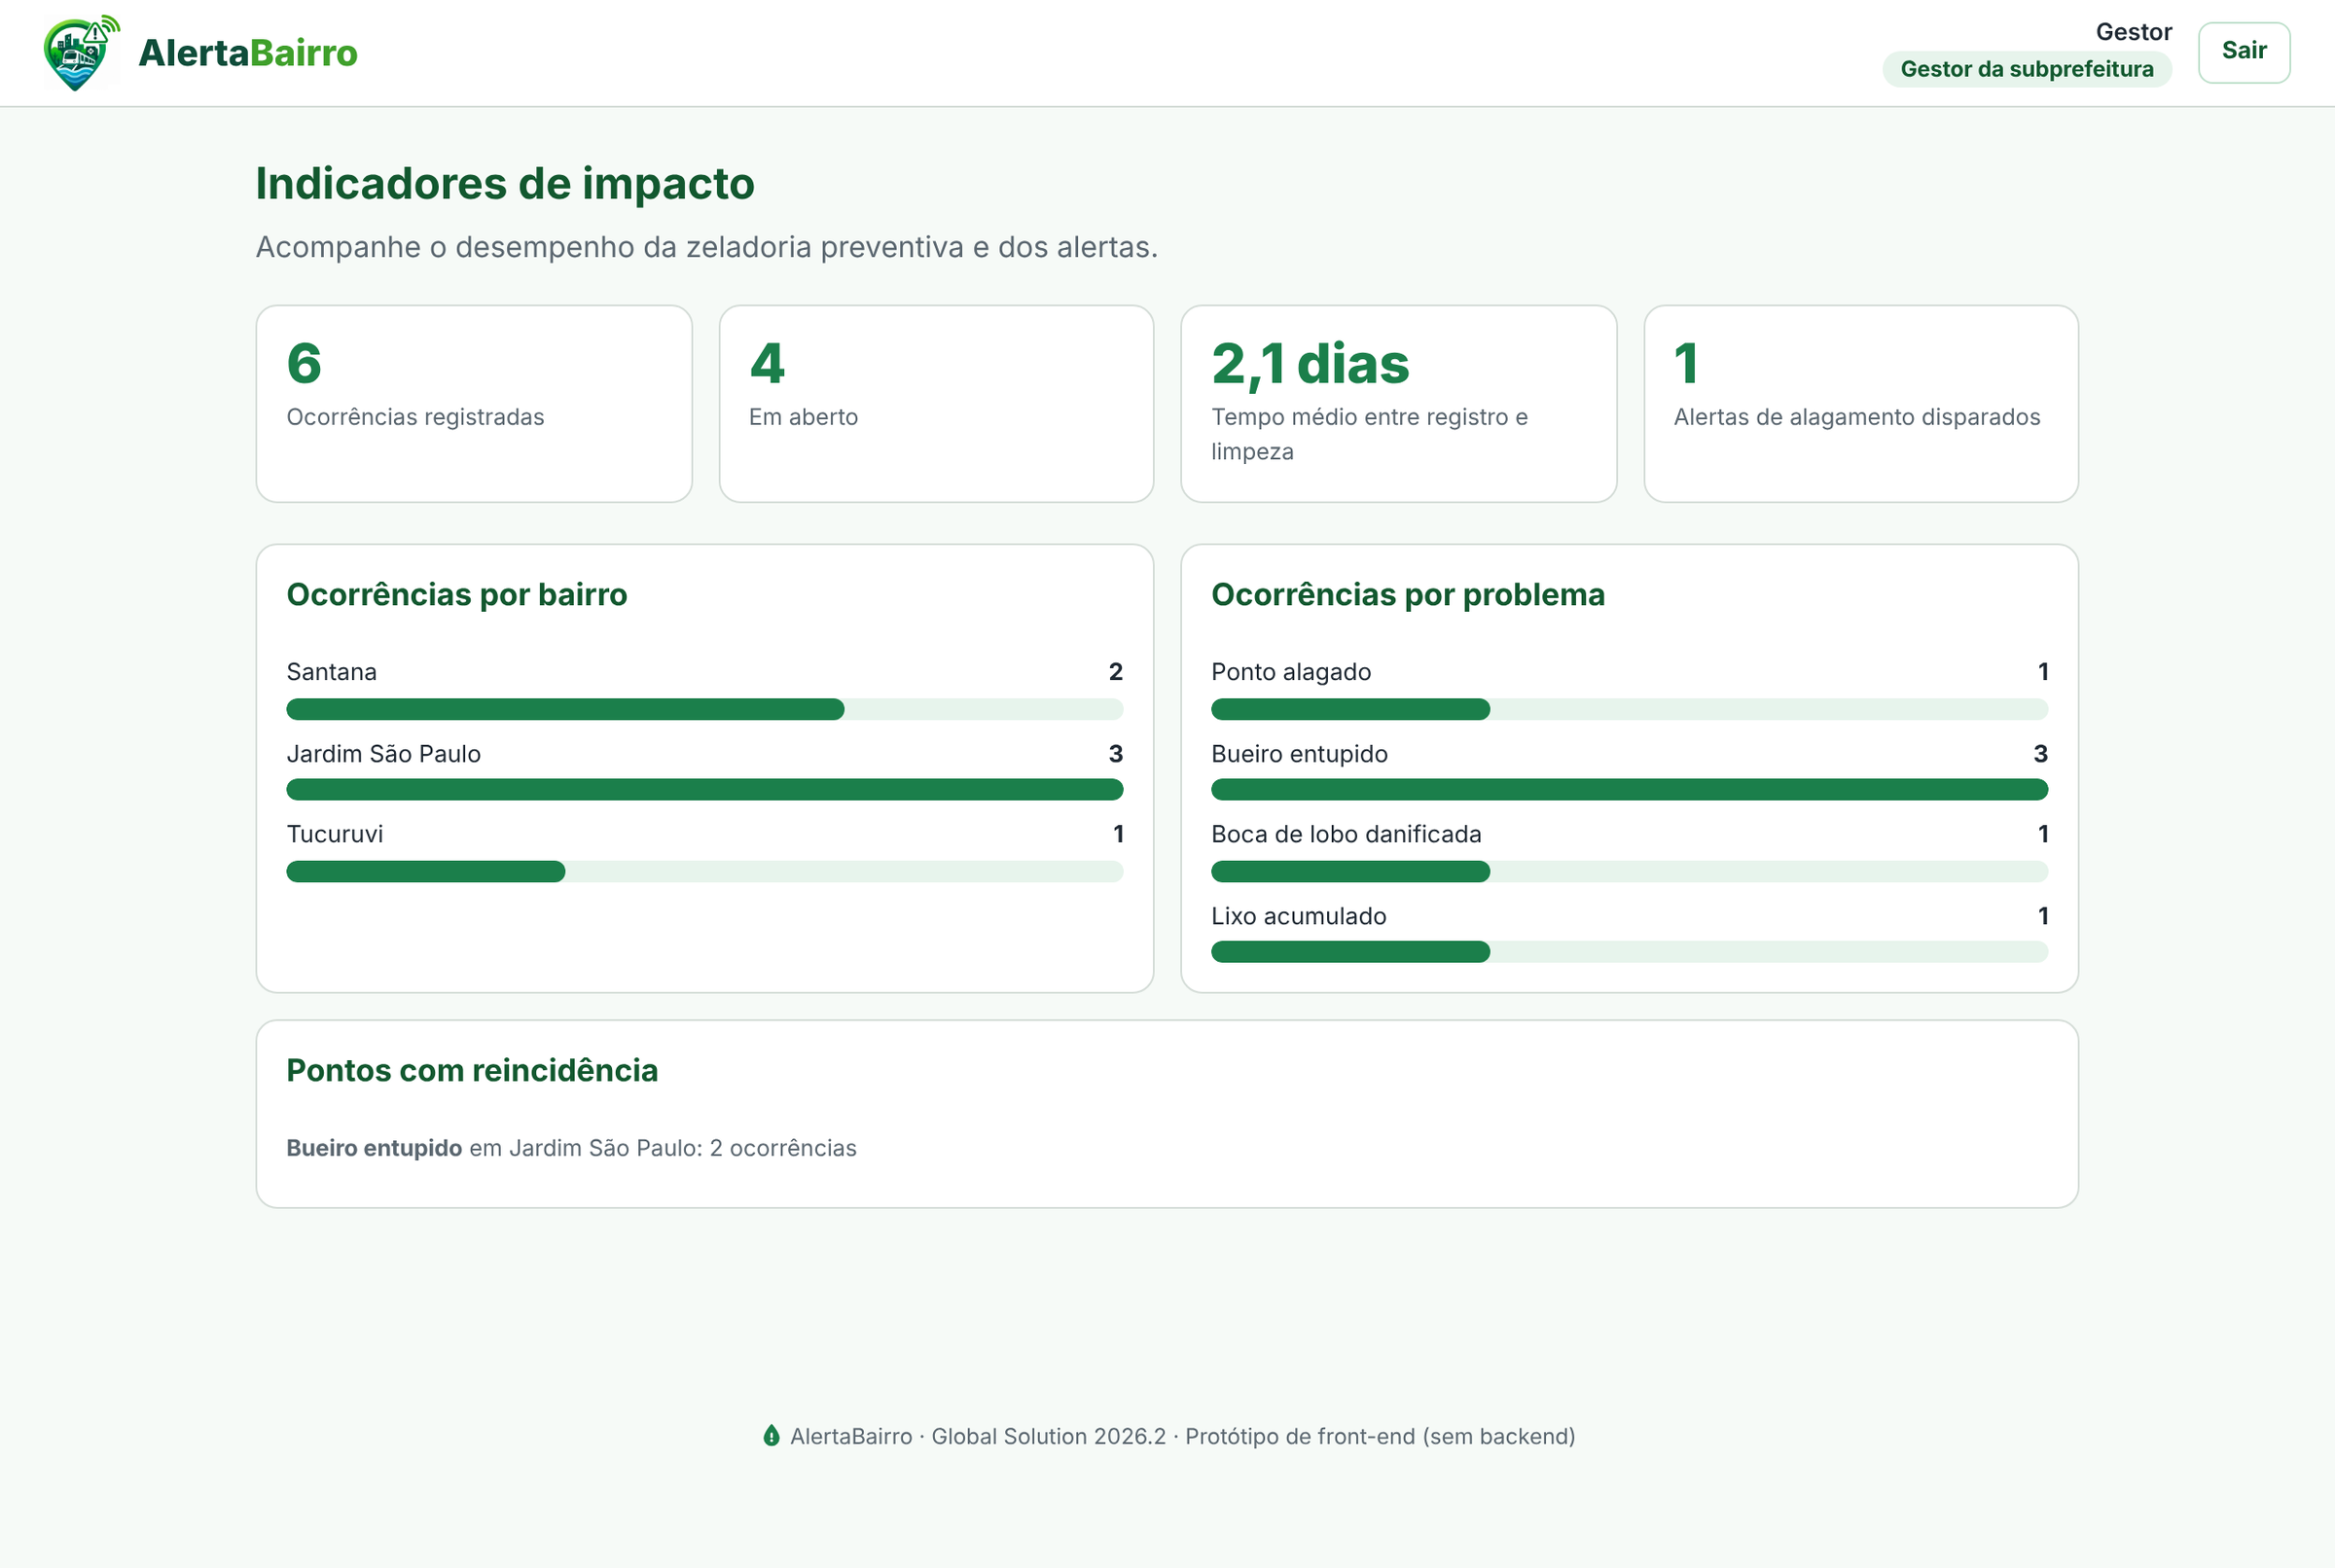 AlertaBairro
Gestor
Gestor da subprefeitura
Sair
Indicadores de impacto
Acompanhe o desempenho da zeladoria preventiva e dos alertas.
6
Ocorrências registradas
4
Em aberto
2,1 dias
Tempo médio entre registro e
limpeza
1
Alertas de alagamento disparados
Ocorrências por bairro
Santana 2
Jardim São Paulo 3
Tucuruvi 1
Ocorrências por problema
Ponto alagado 1
Bueiro entupido 3
Boca de lobo danificada 1
Lixo acumulado 1
Pontos com reincidência
Bueiro entupido em Jardim São Paulo: 2 ocorrências
AlertaBairro · Global Solution 2026.2 · Protótipo de front-end (sem backend)